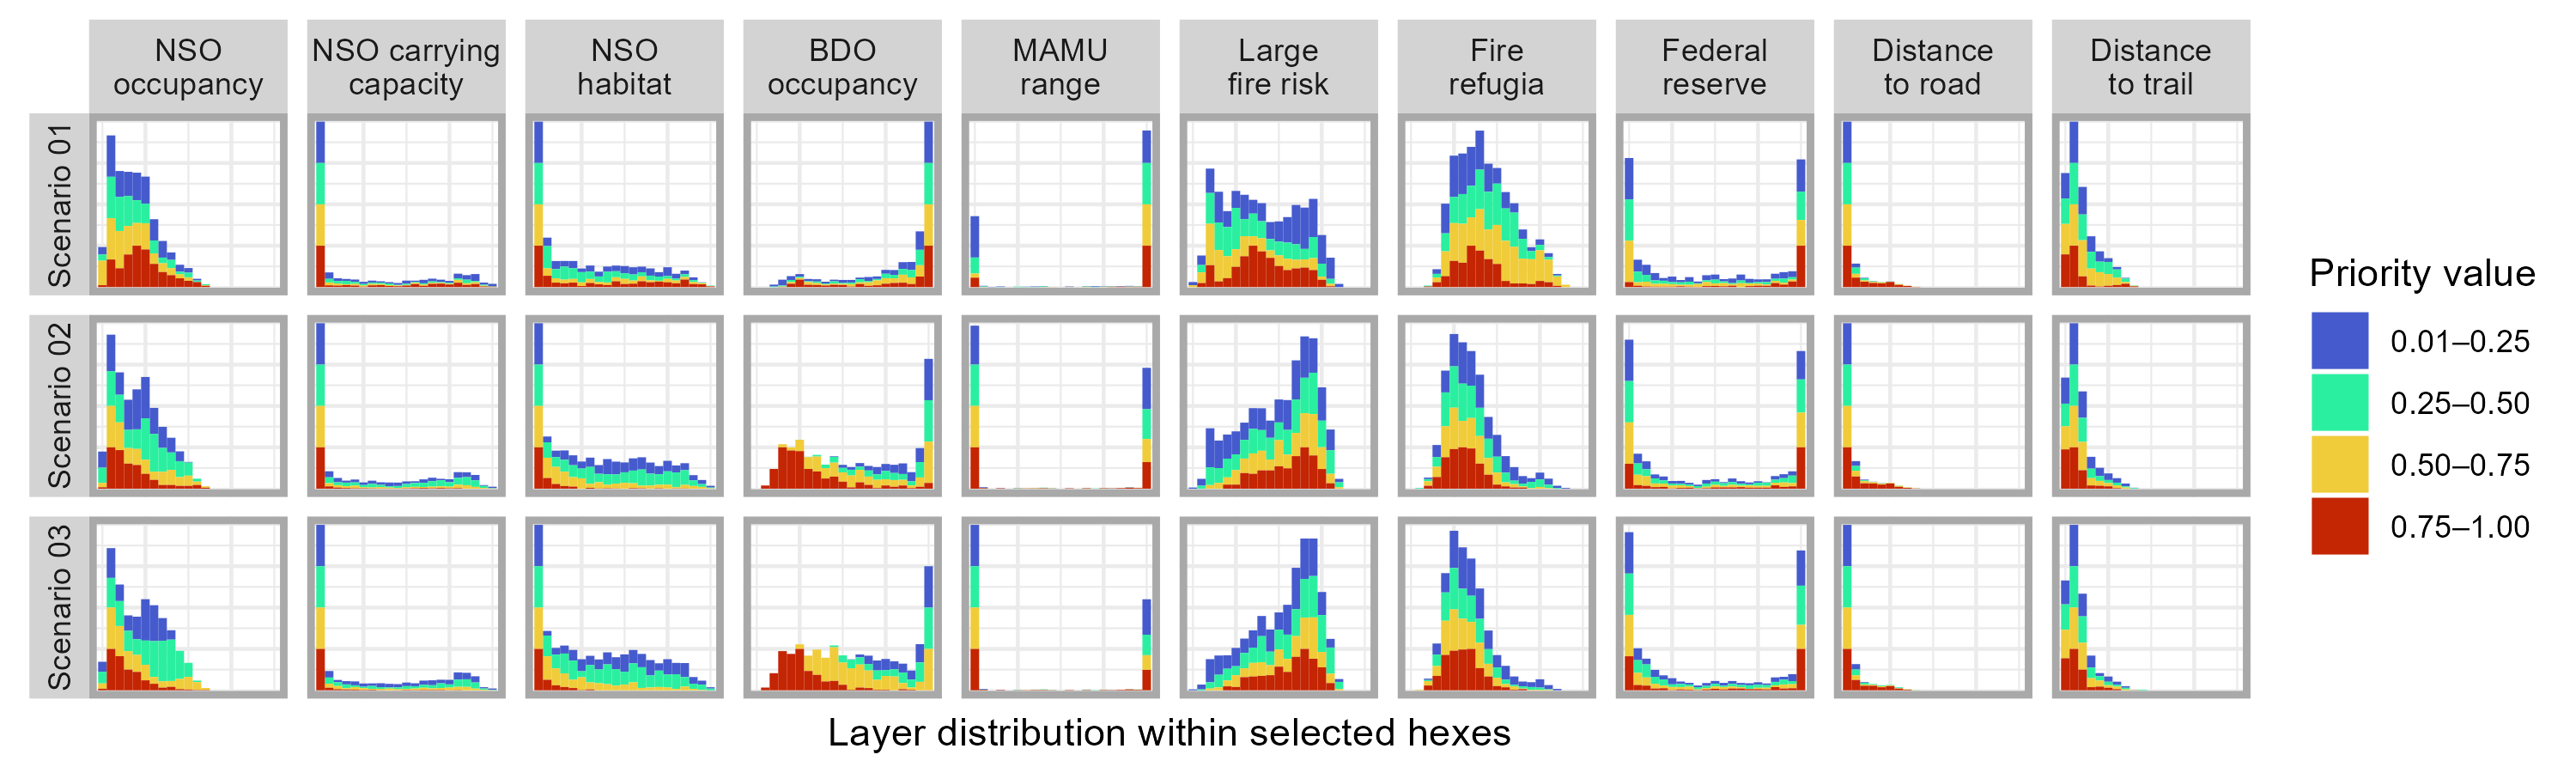 NSO
occupancy
NSO carrying
capacity
NSO
habitat
BDO
occupancy
MAMU
range
Large
fire risk
Fire
refugia
Federal
reserve
Distance
to road
Distance
to trail
Scenario 01
Scenario 02
Scenario 03
Layer distribution within selected hexes
Priority value
0.01–0.25
0.25–0.50
0.50–0.75
0.75–1.00